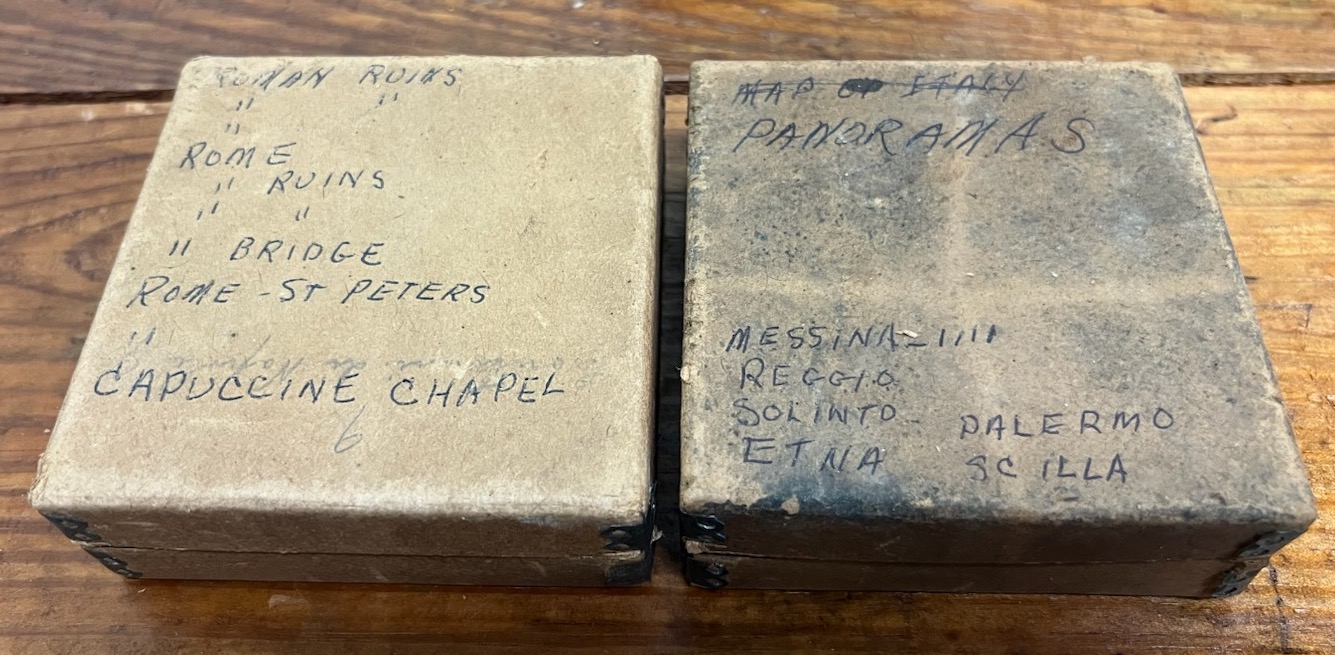 ROMAN RUINS
" "
"
ROME
" RUINS
" "
" BRIDGE
ROME - ST PETERS
"
CAPUCCINE CHAPEL
6
MAP OF ITALY
PANORAMAS
MESSINA - 1111
REGGIO
SOLINTO - PALERMO
ETNA SCILLA